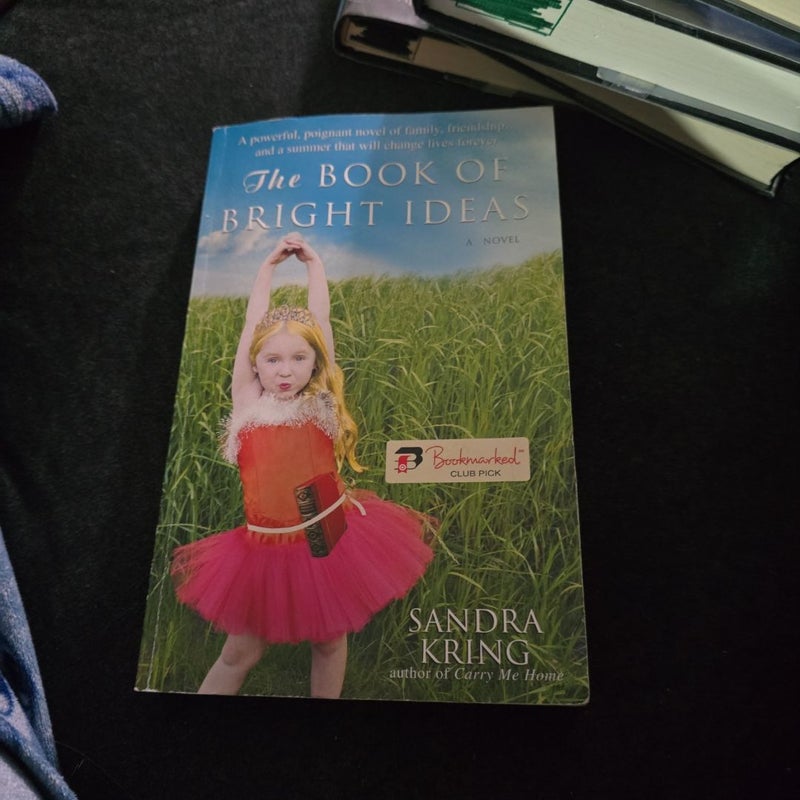 A powerful, poignant novel of family, friendship,
and a summer that will change lives forever
The BOOK OF
BRIGHT IDEAS
A NOVEL
Bookmarked
CLUB PICK
SANDRA
KRING
author of Carry Me Home